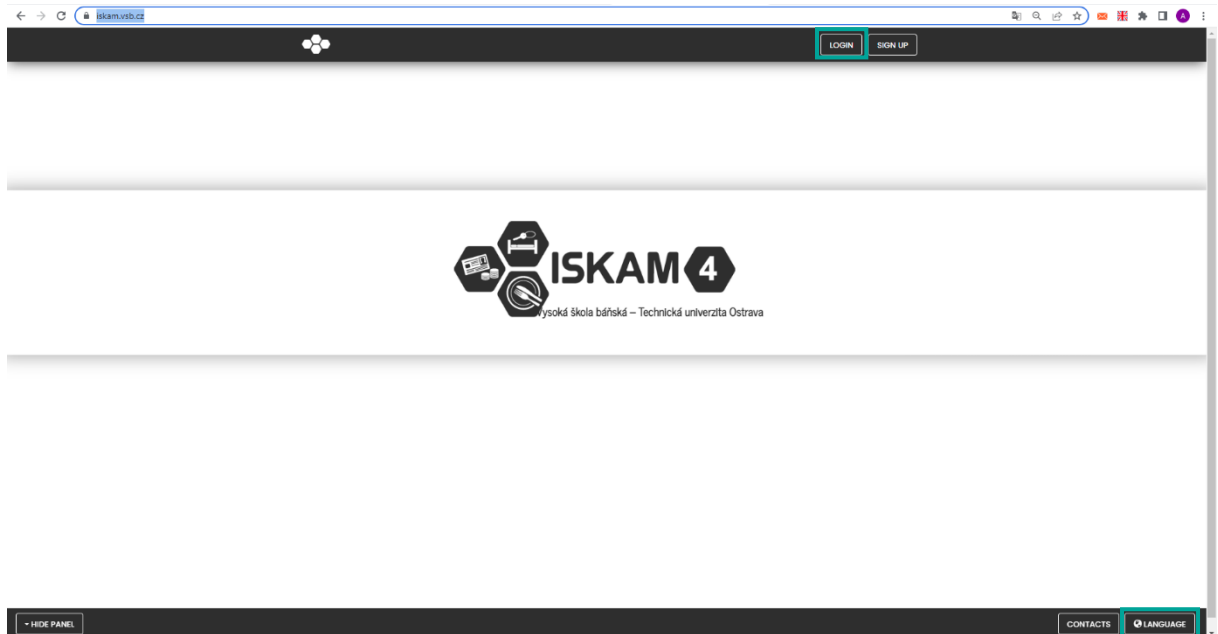 iskam.vsb.cz
A
LOGIN SIGN UP
ISKAM 4
Vysoká škola báňská – Technická univerzita Ostrava
HIDE PANEL CONTACTS LANGUAGE